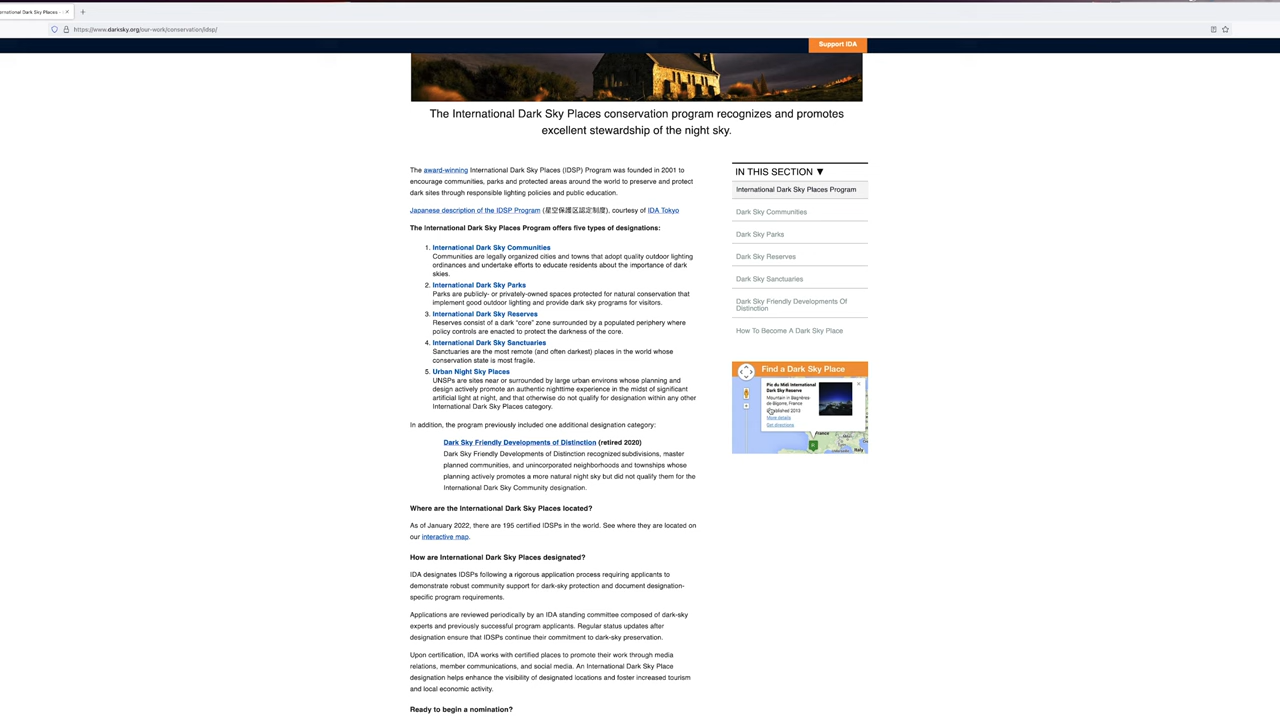 ernational Dark Sky Places -
https://www.darksky.org/our-work/conservation/idsp/
Support IDA
The International Dark Sky Places conservation program recognizes and promotes
excellent stewardship of the night sky.
The award-winning International Dark Sky Places (IDSP) Program was founded in 2001 to
encourage communities, parks and protected areas around the world to preserve and protect
dark sites through responsible lighting policies and public education.
Japanese description of the IDSP Program (星空保護区認定制度), courtesy of IDA Tokyo
The International Dark Sky Places Program offers five types of designations:
1. International Dark Sky Communities
Communities are legally organized cities and towns that adopt quality outdoor lighting
ordinances and undertake efforts to educate residents about the importance of dark
skies.
2. International Dark Sky Parks
Parks are publicly- or privately-owned spaces protected for natural conservation that
implement good outdoor lighting and provide dark sky programs for visitors.
3. International Dark Sky Reserves
Reserves consist of a dark “core” zone surrounded by a populated periphery where
policy controls are enacted to protect the darkness of the core.
4. International Dark Sky Sanctuaries
Sanctuaries are the most remote (and often darkest) places in the world whose
conservation state is most fragile.
5. Urban Night Sky Places
UNSPs are sites near or surrounded by large urban environs whose planning and
design actively promote an authentic nighttime experience in the midst of significant
artificial light at night, and that otherwise do not qualify for designation within any other
International Dark Sky Places category.
In addition, the program previously included one additional designation category:
Dark Sky Friendly Developments of Distinction (retired 2020)
Dark Sky Friendly Developments of Distinction recognized subdivisions, master
planned communities, and unincorporated neighborhoods and townships whose
planning actively promotes a more natural night sky but did not qualify them for the
International Dark Sky Community designation.
Where are the International Dark Sky Places located?
As of January 2022, there are 195 certified IDSPs in the world. See where they are located on
our interactive map.
How are International Dark Sky Places designated?
IDA designates IDSPs following a rigorous application process requiring applicants to
demonstrate robust community support for dark-sky protection and document designation-
specific program requirements.
Applications are reviewed periodically by an IDA standing committee composed of dark-sky
experts and previously successful program applicants. Regular status updates after
designation ensure that IDSPs continue their commitment to dark-sky preservation.
Upon certification, IDA works with certified places to promote their work through media
relations, member communications, and social media. An International Dark Sky Place
designation helps enhance the visibility of designated locations and foster increased tourism
and local economic activity.
Ready to begin a nomination?
IN THIS SECTION ▼
International Dark Sky Places Program
Dark Sky Communities
Dark Sky Parks
Dark Sky Reserves
Dark Sky Sanctuaries
Dark Sky Friendly Developments Of
Distinction
How To Become A Dark Sky Place
Find a Dark Sky Place
Pic du Midi International
Dark Sky Reserve
Mountain in Bagnères
de Bigorre, France
Established 2013
More details
Get directions
France
Italy